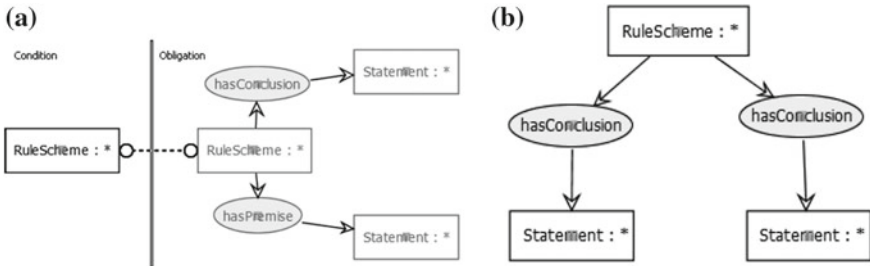 (a)
Condition
Obligation
hasConclusion
Statement : *
RuleScheme : *
RuleScheme : *
hasPremise
Statement : *
(b)
RuleScheme : *
hasConclusion
hasConclusion
Statement : *
Statement : *